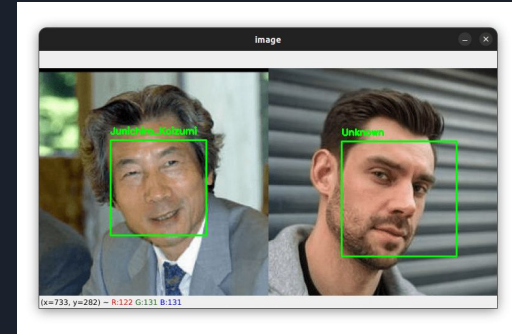 Image
Junichiro_Koizumi
Unknown
(x=733, y=282) ~ R:122 G:131 B:131